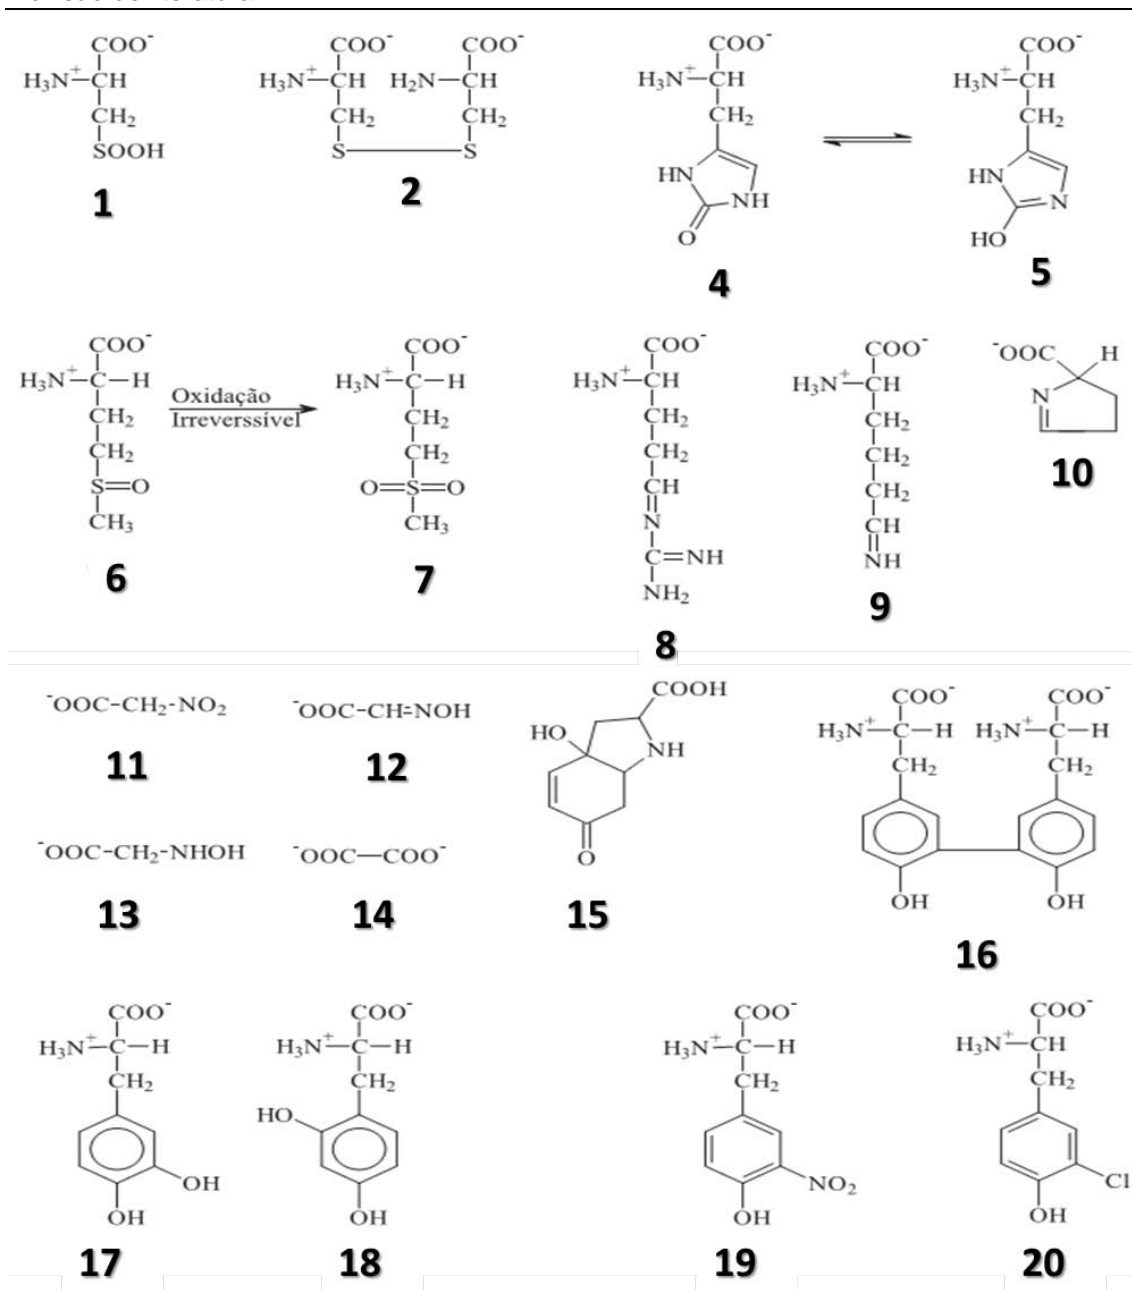 COO⁻ COO⁻ COO⁻ COO⁻ COO⁻
H₃N⁺—CH H₃N⁺—CH H₂N—CH H₃N⁺—CH H₃N⁺—CH
CH₂ CH₂ CH₂ CH₂ CH₂
SOOH S S
HN NH HN N
O HO
1 2 4 5
COO⁻ COO⁻ COO⁻ COO⁻ ⁻OOC H
H₃N⁺—C—H H₃N⁺—C—H H₃N⁺—CH H₃N⁺—CH N
Oxidação
Irreverssível
CH₂ CH₂ CH₂ CH₂
CH₂ CH₂ CH₂ CH₂
S=O O=S=O CH CH₂
CH₃ CH₃ N CH
C=NH NH
NH₂
6 7 8 9 10
⁻OOC-CH₂-NO₂ ⁻OOC-CH=NOH
11 12
⁻OOC-CH₂-NHOH ⁻OOC—COO⁻
13 14
COOH
HO NH
O
15
COO⁻ COO⁻
H₃N⁺—C—H H₃N⁺—C—H
CH₂ CH₂
OH OH
16
COO⁻ COO⁻ COO⁻ COO⁻
H₃N⁺—C—H H₃N⁺—C—H H₃N⁺—C—H H₃N⁺—CH
CH₂ CH₂ CH₂ CH₂
HO
OH NO₂ Cl
OH OH OH OH
17 18 19 20